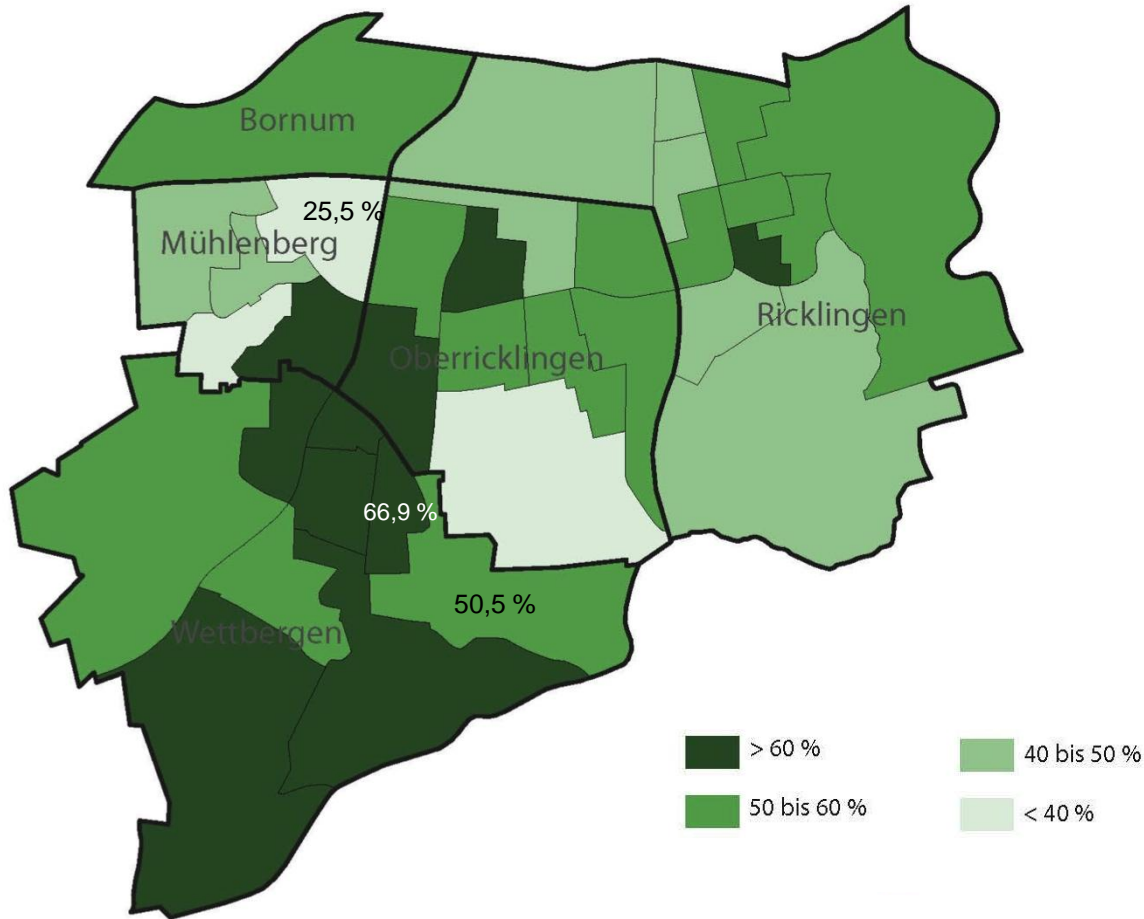 Bornum
25,5 %
Mühlenberg
Ricklingen
Oberricklingen
66,9 %
50,5 %
Wettbergen
> 60 %
40 bis 50 %
50 bis 60 %
< 40 %